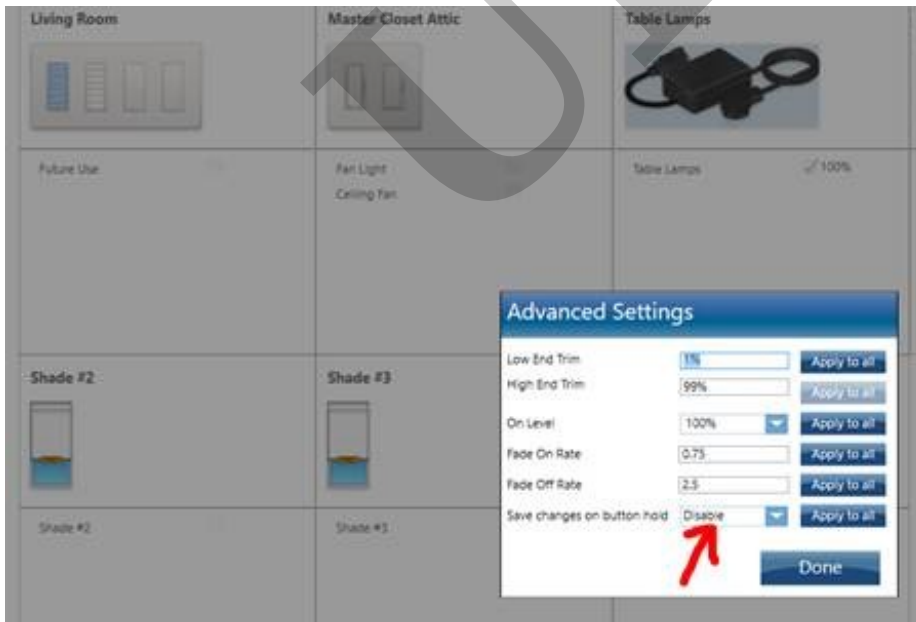 Living Room
Master Closet Attic
Table Lamps
Future Use
Fan Light
Ceiling Fan
Table Lamps
100%
Advanced Settings
Low End Trim
1%
Apply to all
High End Trim
99%
Apply to all
On Level
100%
Apply to all
Fade On Rate
0.75
Apply to all
Fade Off Rate
2.5
Apply to all
Save changes on button hold
Disable
Apply to all
Done
Shade #2
Shade #3
Shade #2
Shade #3